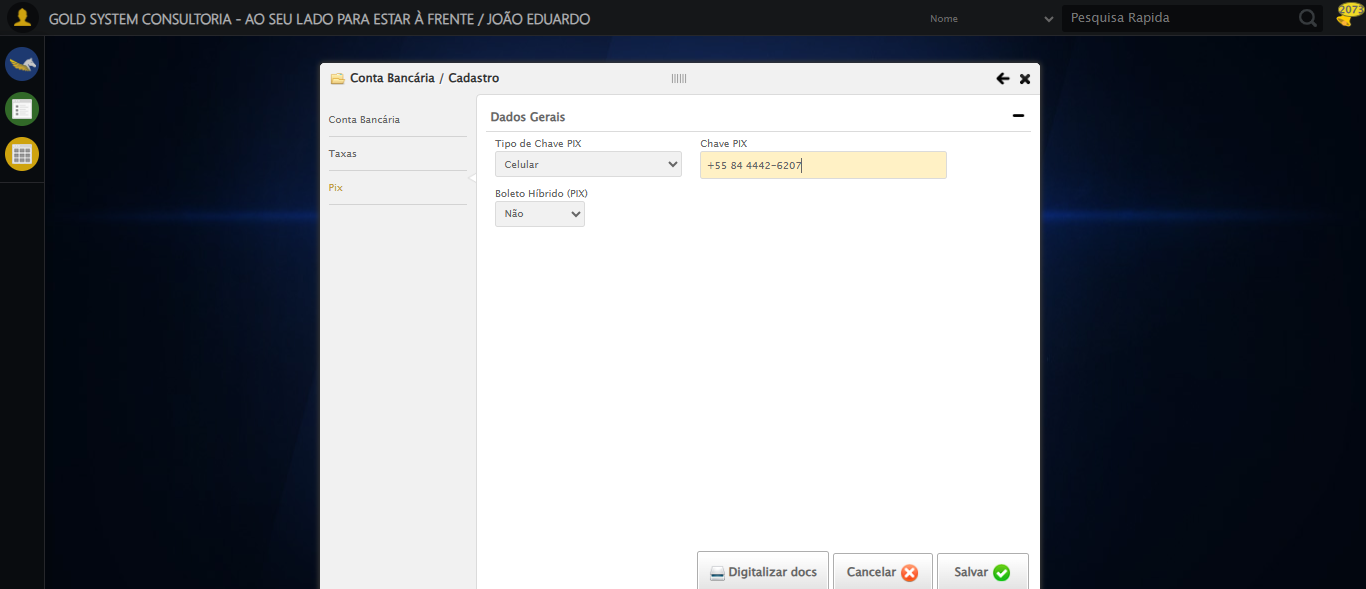 GOLD SYSTEM CONSULTORIA - AO SEU LADO PARA ESTAR À FRENTE / JOÃO EDUARDO
Nome
Pesquisa Rapida
2073
Conta Bancária / Cadastro
Conta Bancária
Taxas
Pix
Dados Gerais
Tipo de Chave PIX
Chave PIX
Celular
+55 84 4442-6207
Boleto Híbrido (PIX)
Não
Digitalizar docs
Cancelar
Salvar